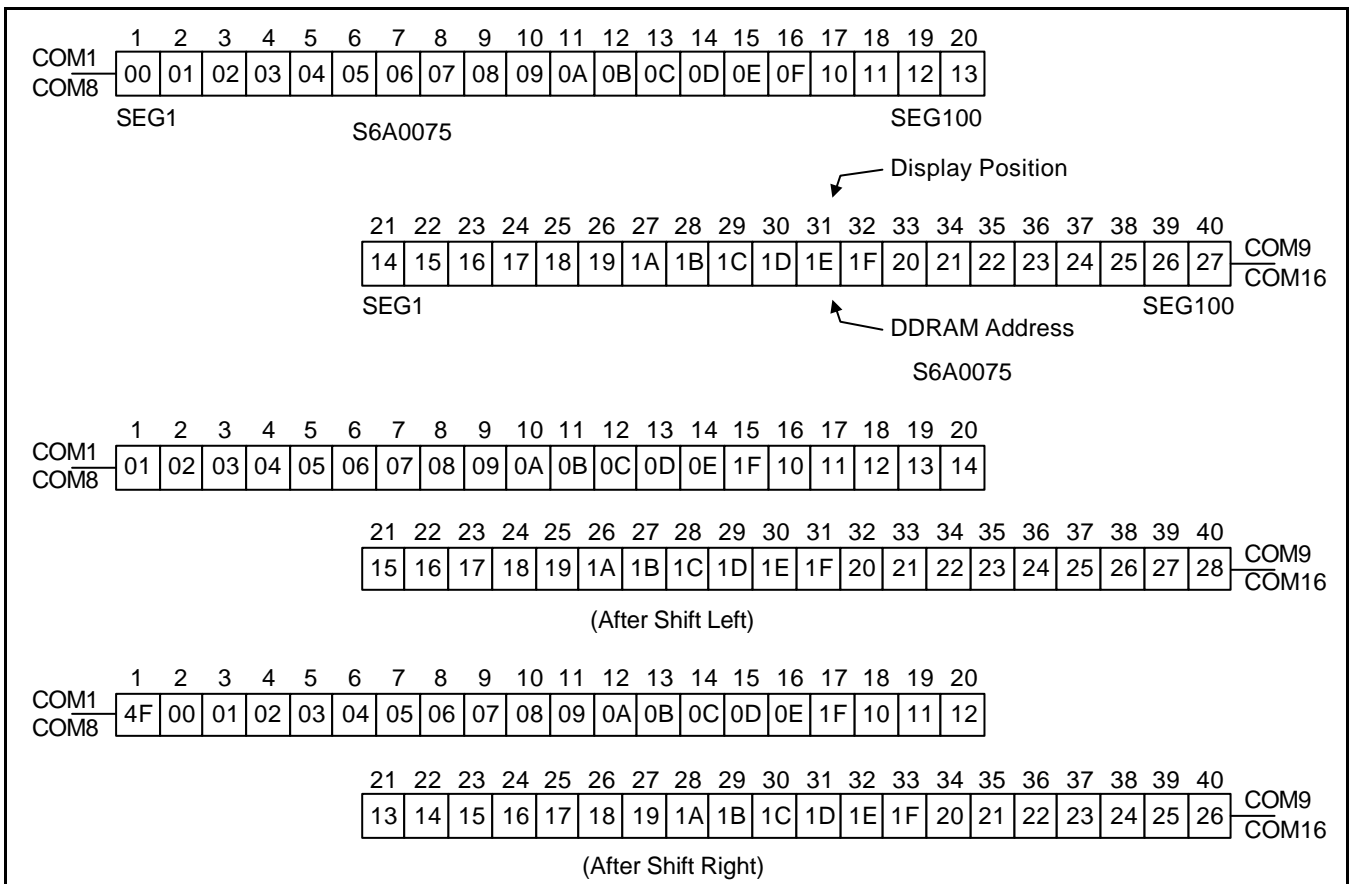 1 2 3 4 5 6 7 8 9 10 11 12 13 14 15 16 17 18 19 20
COM1
00 01 02 03 04 05 06 07 08 09 0A 0B 0C 0D 0E 0F 10 11 12 13
COM8
SEG1 S6A0075 SEG100
Display Position
21 22 23 24 25 26 27 28 29 30 31 32 33 34 35 36 37 38 39 40
14 15 16 17 18 19 1A 1B 1C 1D 1E 1F 20 21 22 23 24 25 26 27
COM9
COM16
SEG1 SEG100
DDRAM Address
S6A0075
1 2 3 4 5 6 7 8 9 10 11 12 13 14 15 16 17 18 19 20
COM1
01 02 03 04 05 06 07 08 09 0A 0B 0C 0D 0E 1F 10 11 12 13 14
COM8
21 22 23 24 25 26 27 28 29 30 31 32 33 34 35 36 37 38 39 40
15 16 17 18 19 1A 1B 1C 1D 1E 1F 20 21 22 23 24 25 26 27 28
COM9
COM16
(After Shift Left)
1 2 3 4 5 6 7 8 9 10 11 12 13 14 15 16 17 18 19 20
COM1
4F 00 01 02 03 04 05 06 07 08 09 0A 0B 0C 0D 0E 1F 10 11 12
COM8
21 22 23 24 25 26 27 28 29 30 31 32 33 34 35 36 37 38 39 40
13 14 15 16 17 18 19 1A 1B 1C 1D 1E 1F 20 21 22 23 24 25 26
COM9
COM16
(After Shift Right)